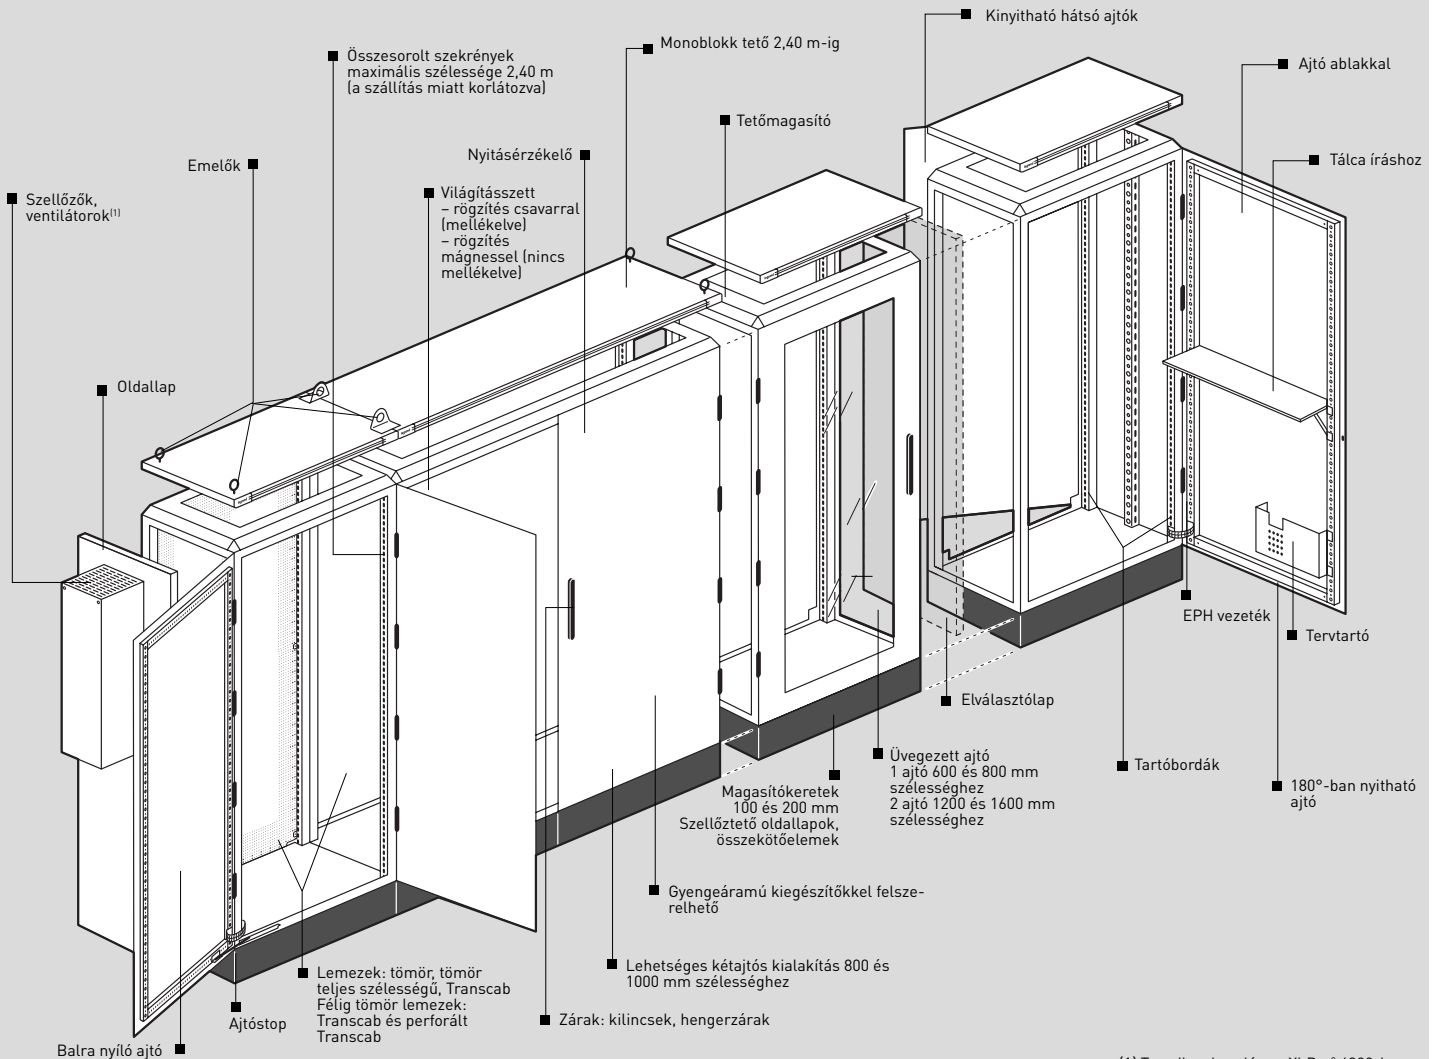 Kinyitható hátsó ajtók
Monoblokk tető 2,40 m-ig
Összesorolt szekrények
maximális szélessége 2,40 m
(a szállítás miatt korlátozva)
Ajtó ablakkal
Tetőmagasító
Nyitásérzékelő
Tálca íráshoz
Emelők
Szellőzők,
ventilátorok(1)
Világításszett
– rögzítés csavarral
(mellékelve)
– rögzítés
mágnessel (nincs
mellékelve)
Oldallap
EPH vezeték
Tervtartó
Elválasztólap
Üvegezett ajtó
1 ajtó 600 és 800 mm
szélességhez
2 ajtó 1200 és 1600 mm
szélességhez
Tartóbordák
180°-ban nyitható
ajtó
Magasítókeretek
100 és 200 mm
Szellőztető oldallapok,
összekötőelemek
Gyengeáramú kiegészítőkkel felsze-
relhető
Lehetséges kétajtós kialakítás 800 és
1000 mm szélességhez
Lemezek: tömör, tömör
teljes szélességű, Transcab
Félig tömör lemezek:
Transcab és perforált
Transcab
Zárak: kilincsek, hengerzárak
Ajtóstop
Balra nyíló ajtó